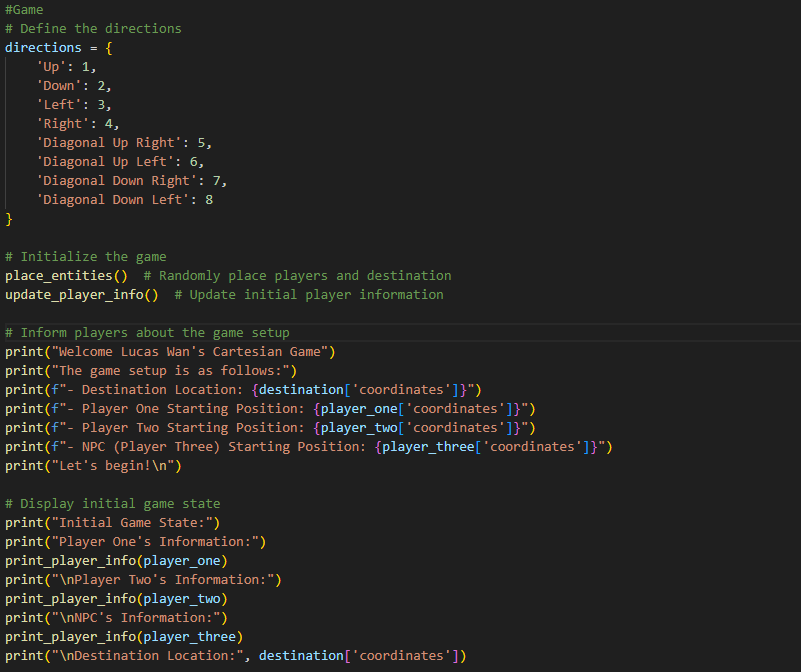 #Game
# Define the directions
directions = {
    'Up': 1,
    'Down': 2,
    'Left': 3,
    'Right': 4,
    'Diagonal Up Right': 5,
    'Diagonal Up Left': 6,
    'Diagonal Down Right': 7,
    'Diagonal Down Left': 8
}

# Initialize the game
place_entities()  # Randomly place players and destination
update_player_info()  # Update initial player information

# Inform players about the game setup
print("Welcome Lucas Wan's Cartesian Game")
print("The game setup is as follows:")
print(f"- Destination Location: {destination['coordinates']}")
print(f"- Player One Starting Position: {player_one['coordinates']}")
print(f"- Player Two Starting Position: {player_two['coordinates']}")
print(f"- NPC (Player Three) Starting Position: {player_three['coordinates']}")
print("Let's begin!\n")

# Display initial game state
print("Initial Game State:")
print("Player One's Information:")
print_player_info(player_one)
print("\nPlayer Two's Information:")
print_player_info(player_two)
print("\nNPC's Information:")
print_player_info(player_three)
print("\nDestination Location:", destination['coordinates'])